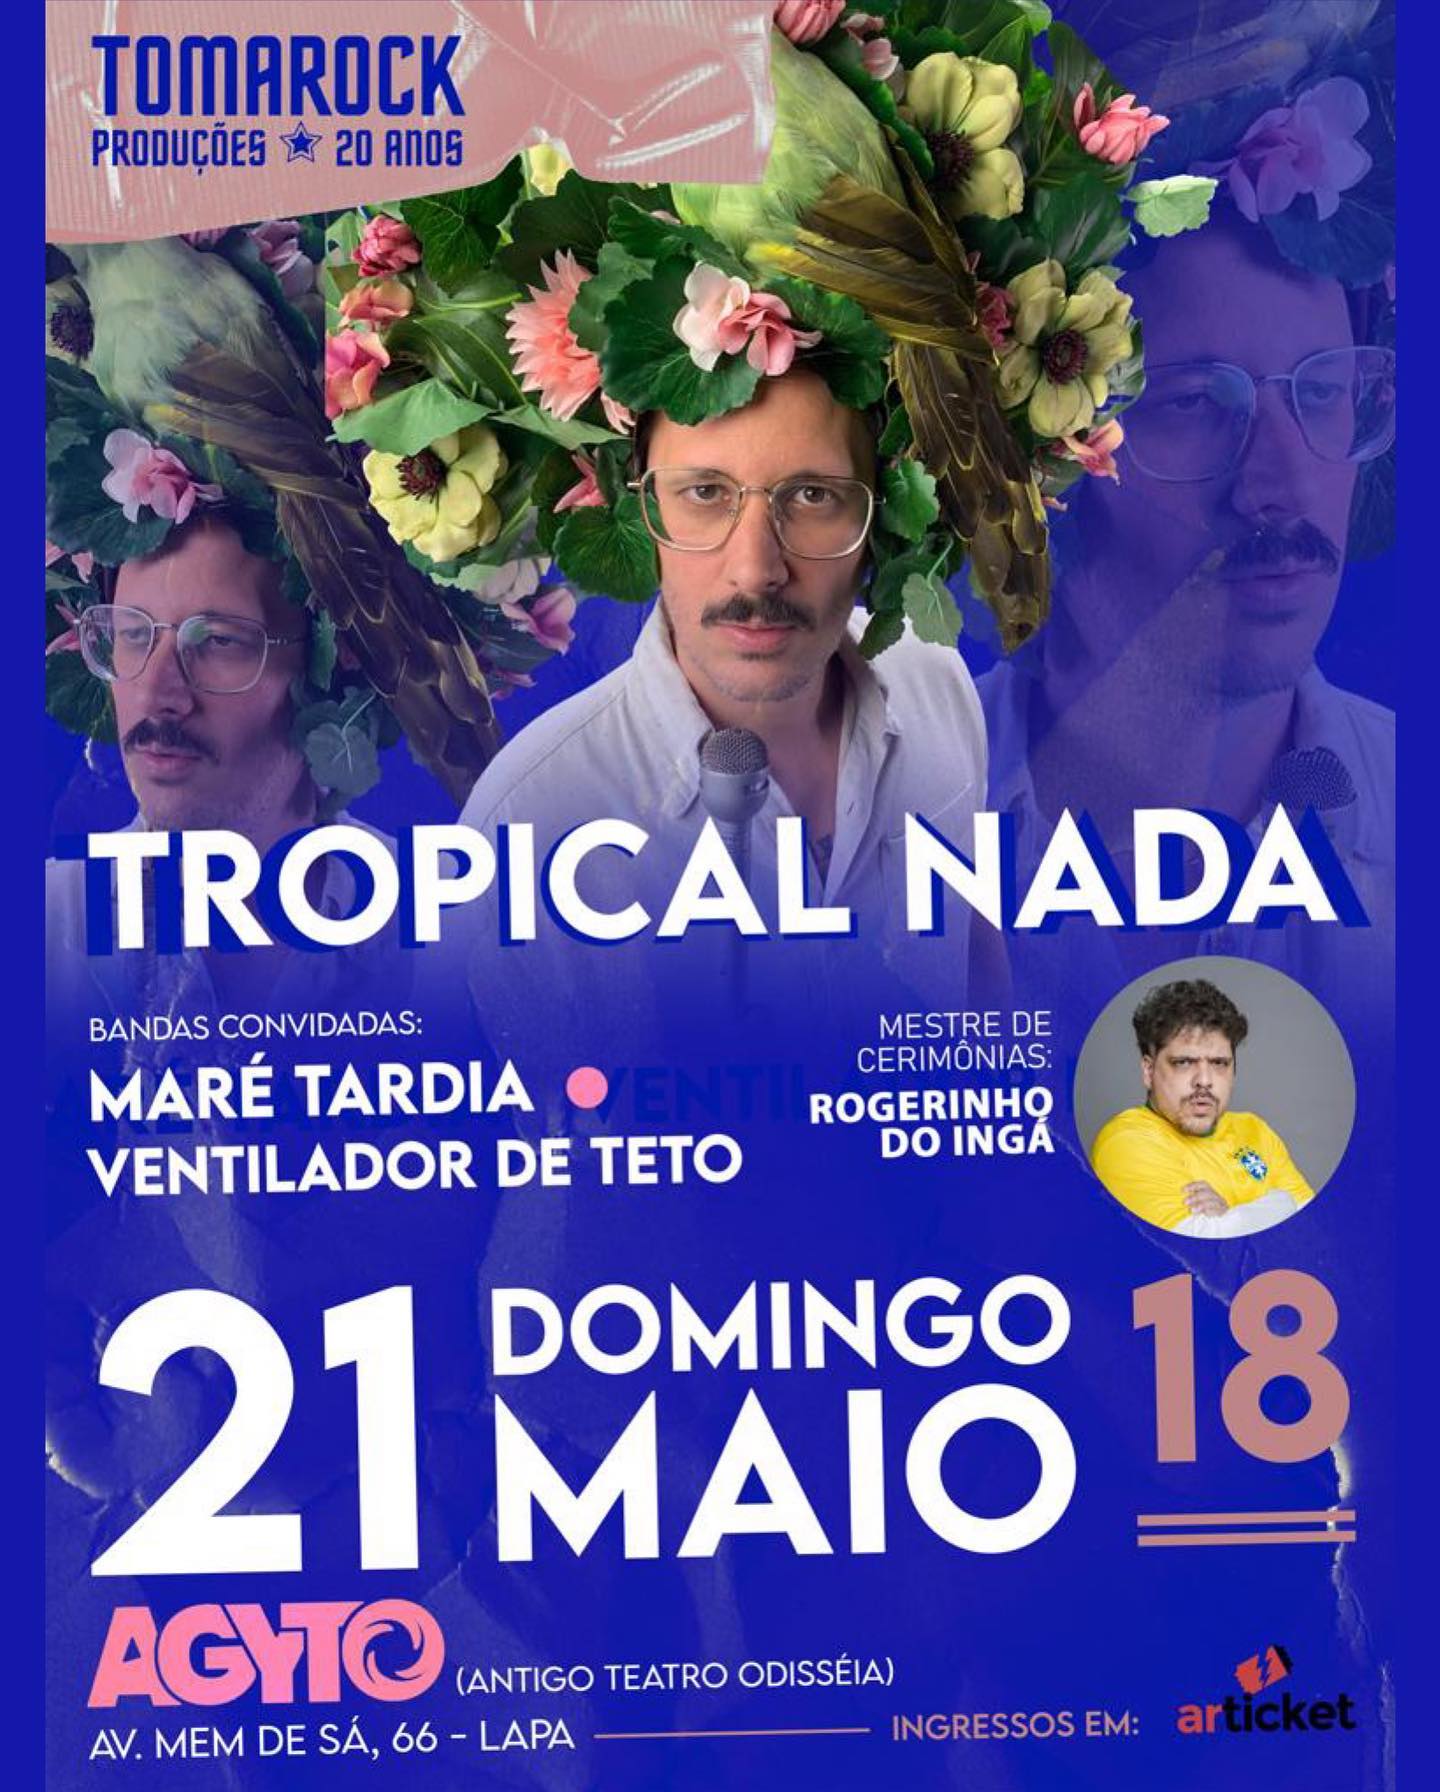 TOMAROCK
PRODUÇÕES ★ 20 ANOS
TROPICAL NADA
BANDAS CONVIDADAS:
MARÉ TARDIA
VENTILADOR DE TETO
MESTRE DE
CERIMÔNIAS:
ROGERINHO
DO INGÁ
21
DOMINGO
MAIO
18
AGYTO
(ANTIGO TEATRO ODISSÉIA)
AV. MEM DE SÁ, 66 - LAPA
INGRESSOS EM:
articket